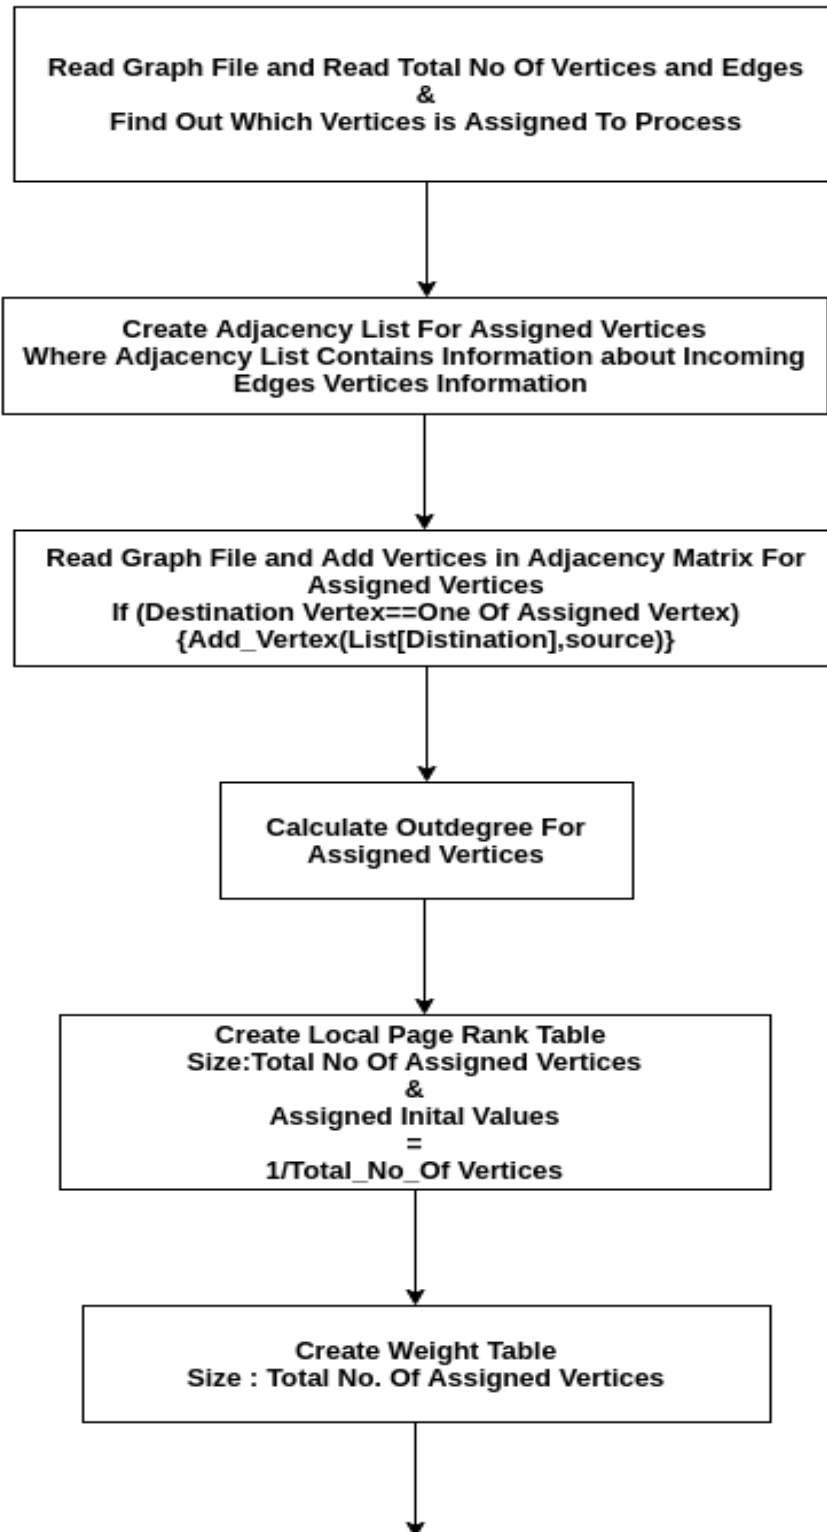 Read Graph File and Read Total No Of Vertices and Edges
&
Find Out Which Vertices is Assigned To Process
Create Adjacency List For Assigned Vertices
Where Adjacency List Contains Information about Incoming
Edges Vertices Information
Read Graph File and Add Vertices in Adjacency Matrix For
Assigned Vertices
If (Destination Vertex==One Of Assigned Vertex)
{Add_Vertex(List[Distination],source)}
Calculate Outdegree For
Assigned Vertices
Create Local Page Rank Table
Size:Total No Of Assigned Vertices
&
Assigned Inital Values
=
1/Total_No_Of Vertices
Create Weight Table
Size : Total No. Of Assigned Vertices